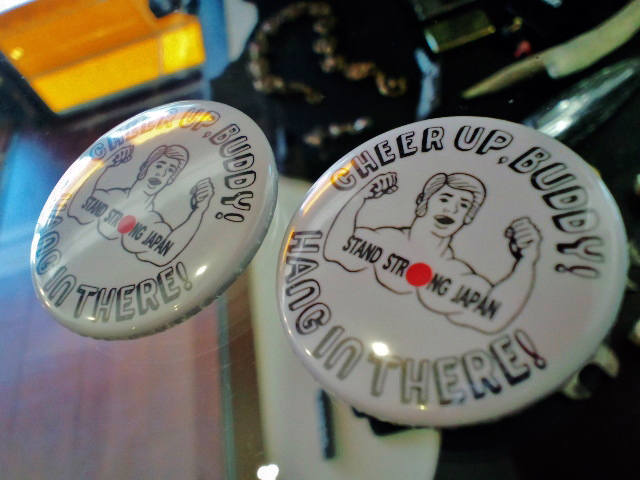 CHEER UP, BUDDY!
STAND STRONG JAPAN
HANG IN THERE!
CHEER UP, BUDDY!
STAND STRONG JAPAN
HANG IN THERE!